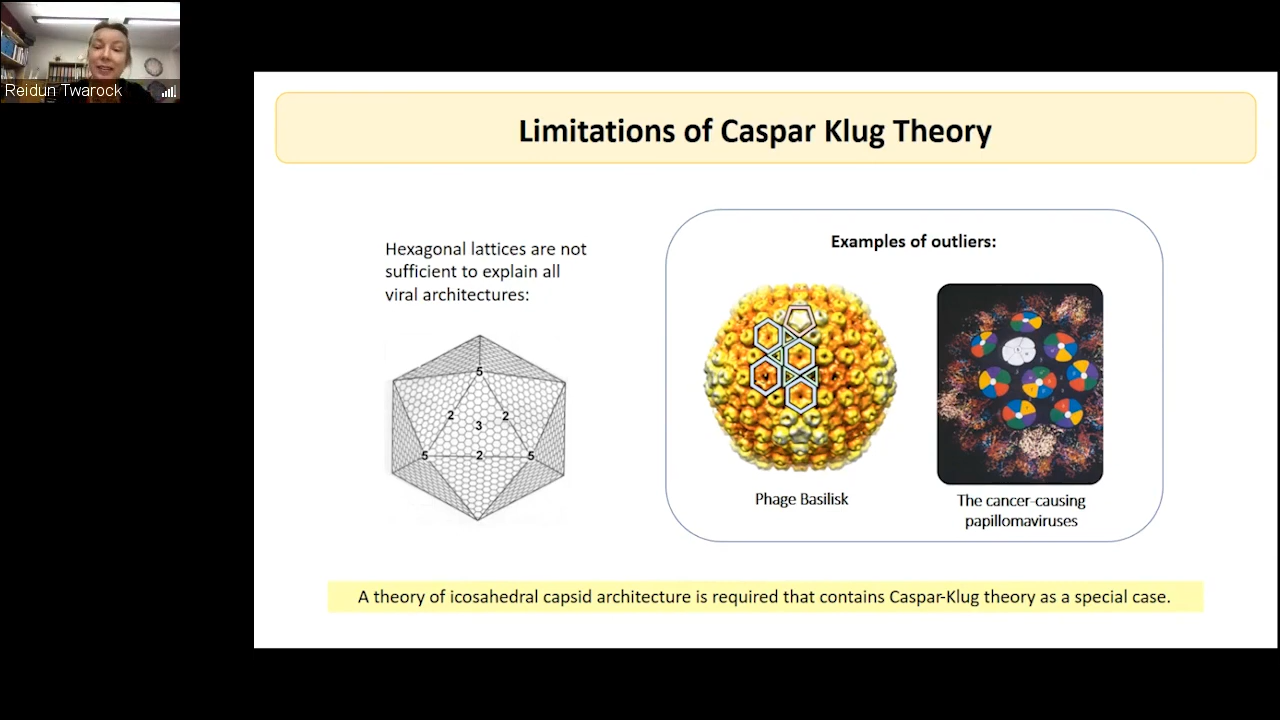 Reidun Twarock
Limitations of Caspar Klug Theory
Hexagonal lattices are not
sufficient to explain all
viral architectures:
5
2
2
3
5
2
5
Examples of outliers:
Phage Basilisk
The cancer-causing
papillomaviruses
A theory of icosahedral capsid architecture is required that contains Caspar-Klug theory as a special case.